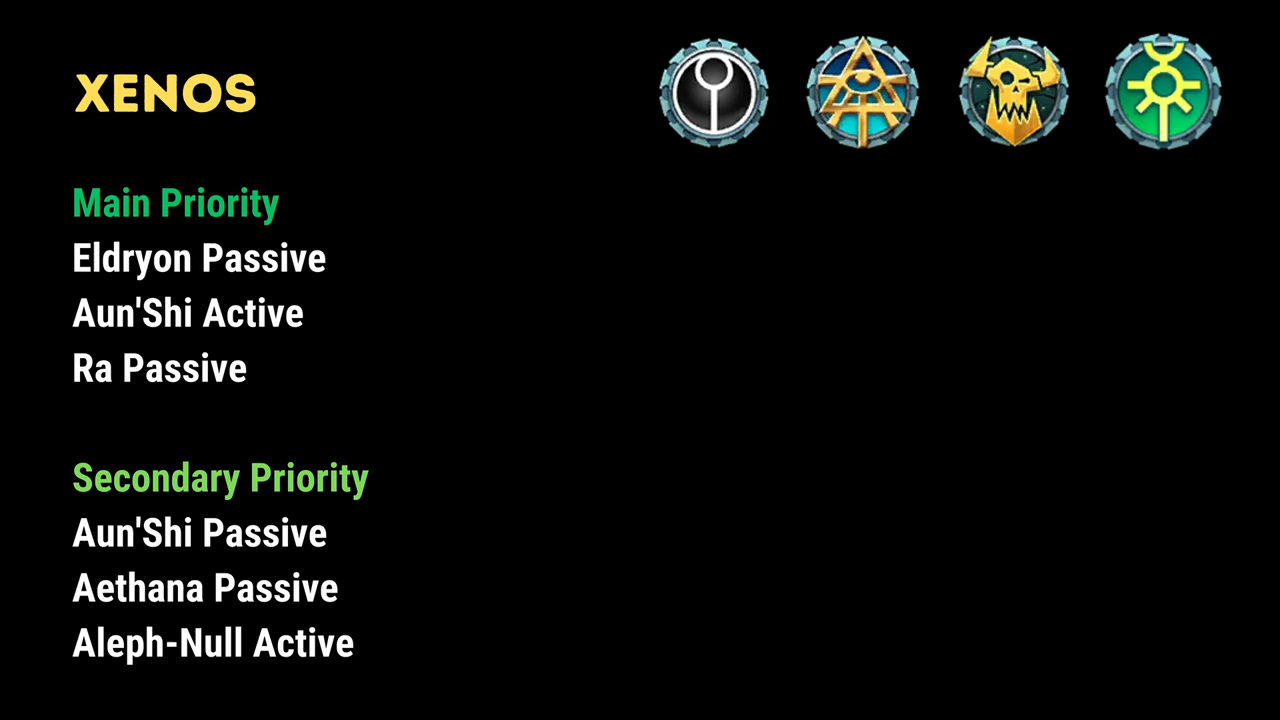 XENOS
Main Priority
Eldryon Passive
Aun'Shi Active
Ra Passive
Secondary Priority
Aun'Shi Passive
Aethana Passive
Aleph-Null Active